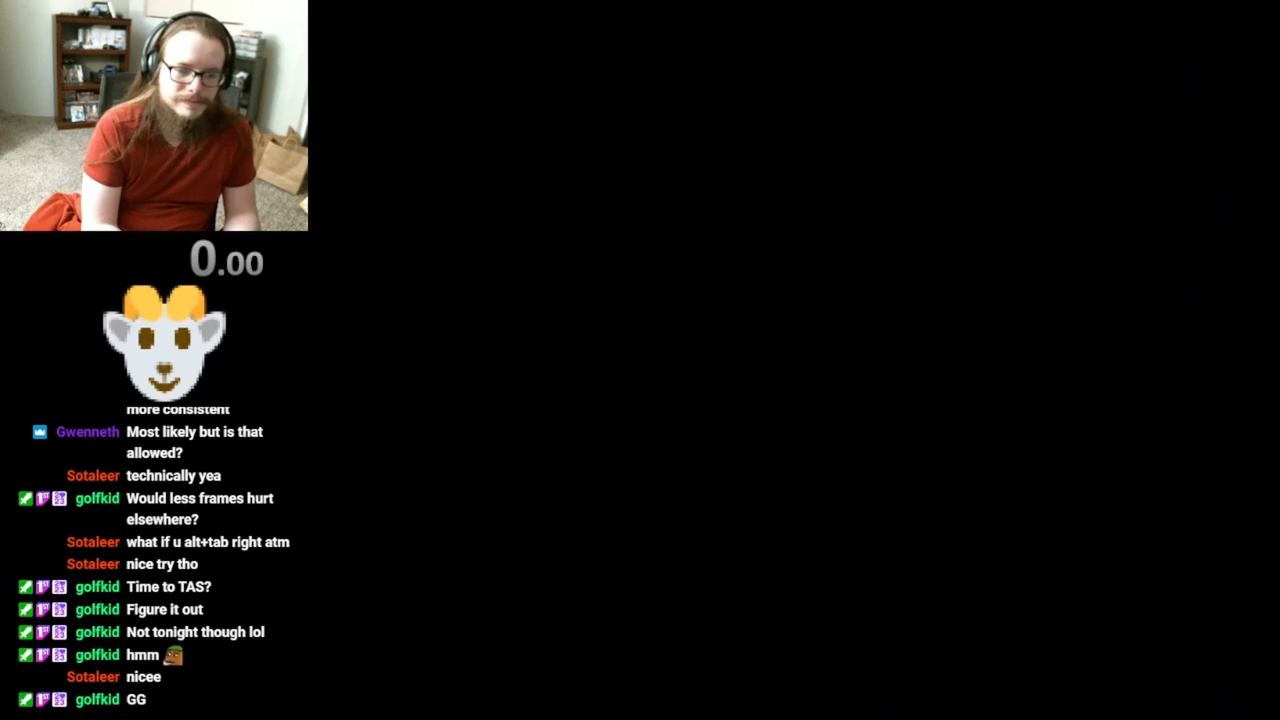 0.00
more consistent
Gwenneth Most likely but is that
allowed?
Sotaleer technically yea
golfkid Would less frames hurt
elsewhere?
Sotaleer what if u alt+tab right atm
Sotaleer nice try tho
golfkid Time to TAS?
golfkid Figure it out
golfkid Not tonight though lol
golfkid hmm
Sotaleer nicee
golfkid GG